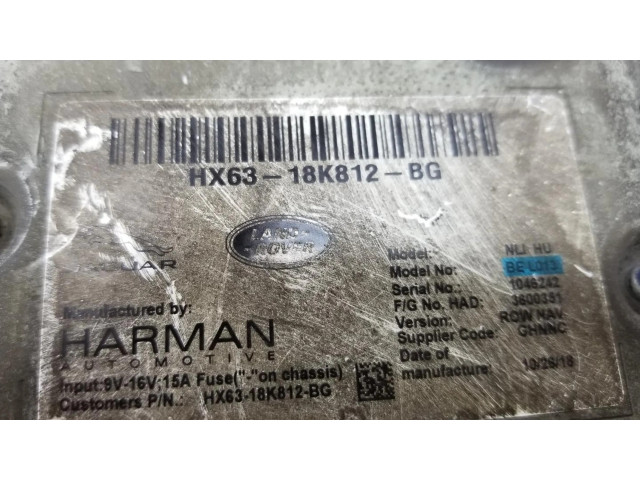 HX63-18K812-BG
LAND-
ROVER
JAGUAR
Manufactured by:
HARMAN
AUTOMOTIVE
Input:9V-16V;15A Fuse("-"on chassis)
Customers P/N.: HX63-18K812-BG
Model: NLI HU
Model No: BE L013
Serial No.: 1046242
F/G No. HAD: 3600351
Version: ROW NAV
Supplier Code: GHNNC
Date of
manufacture: 10/26/18